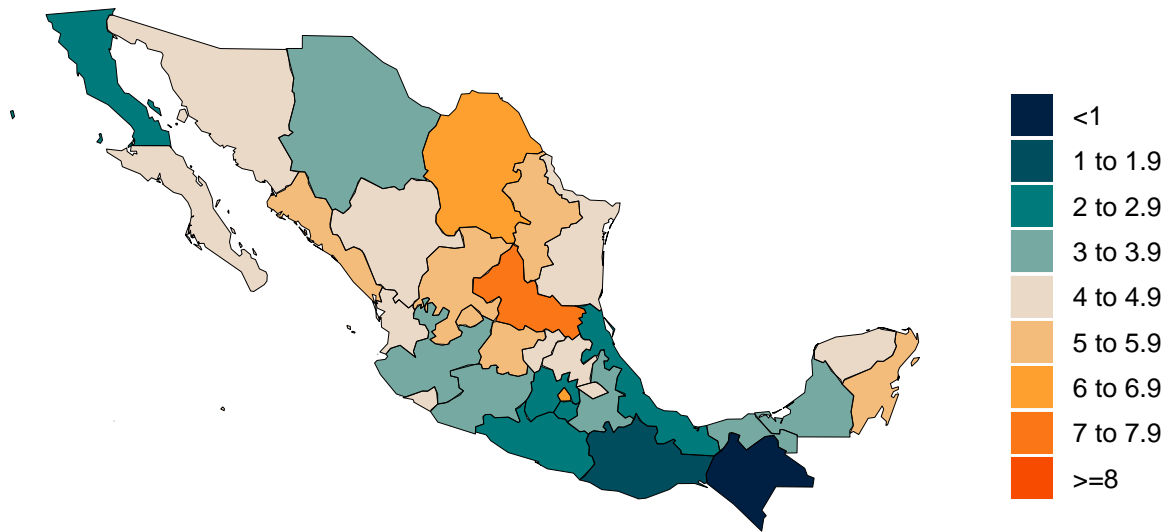 <1
1 to 1.9
2 to 2.9
3 to 3.9
4 to 4.9
5 to 5.9
6 to 6.9
7 to 7.9
>=8